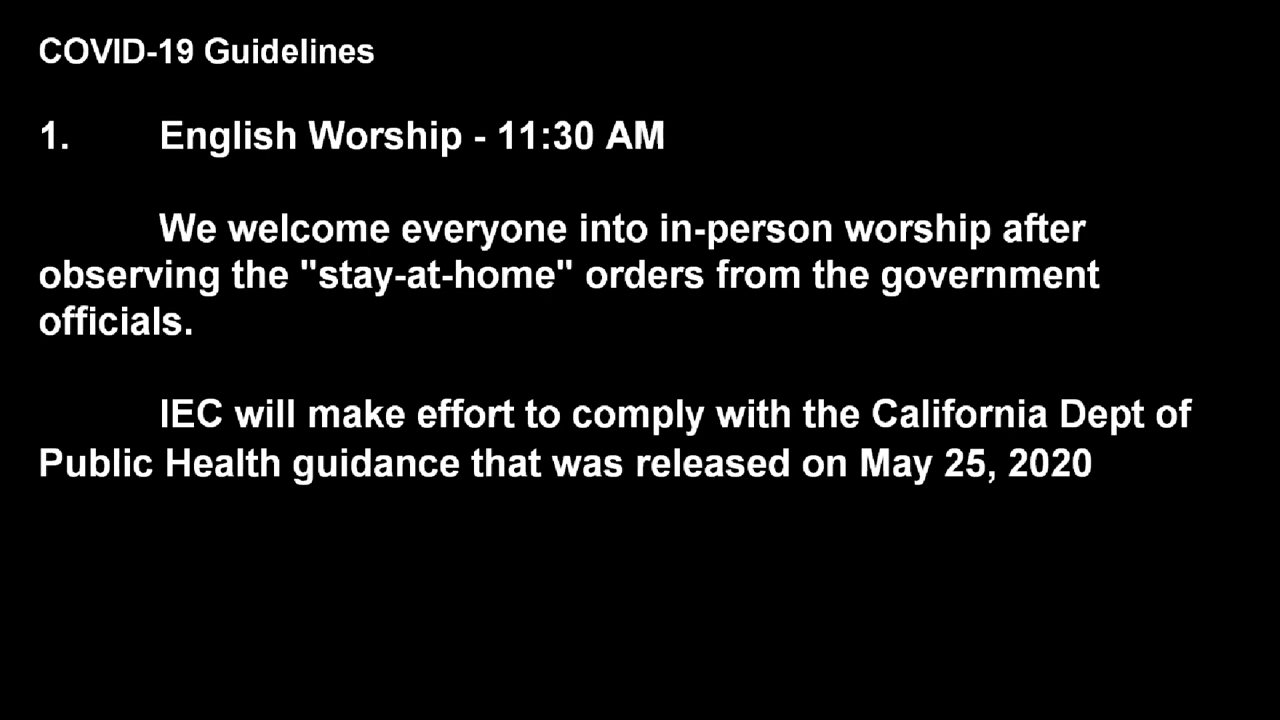 COVID-19 Guidelines
1. English Worship - 11:30 AM
We welcome everyone into in-person worship after
observing the "stay-at-home" orders from the government
officials.
IEC will make effort to comply with the California Dept of
Public Health guidance that was released on May 25, 2020